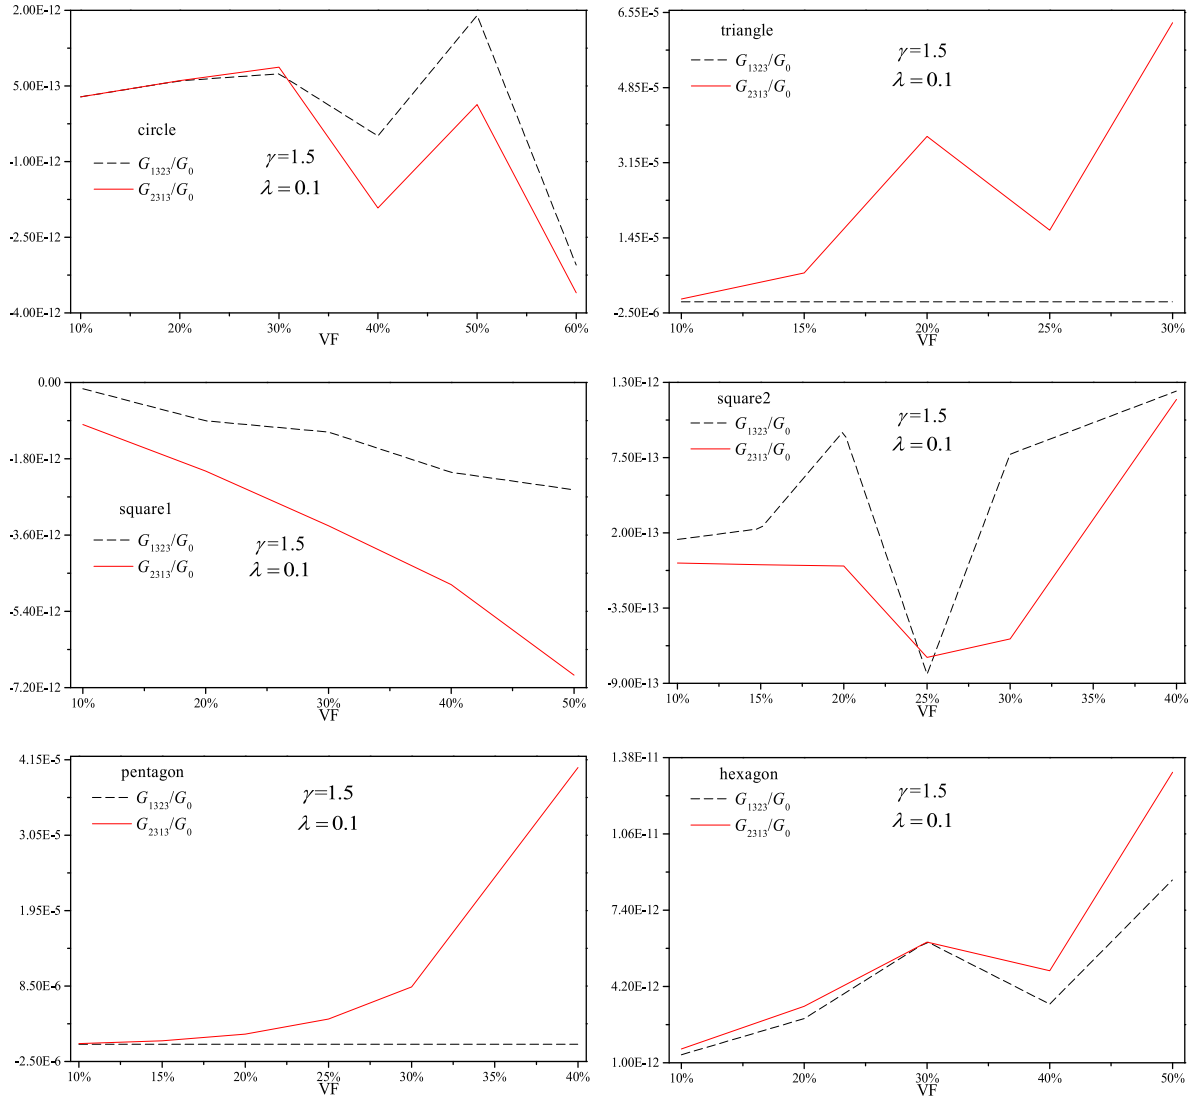 2.00E-12
5.00E-13
-1.00E-12
-2.50E-12
-4.00E-12
circle
G1323/G0
G2313/G0
γ=1.5
λ=0.1
10% 20% 30% 40% 50% 60%
VF
6.55E-5
4.85E-5
3.15E-5
1.45E-5
-2.50E-6
triangle
G1323/G0
G2313/G0
γ=1.5
λ=0.1
10% 15% 20% 25% 30%
VF
0.00
-1.80E-12
-3.60E-12
-5.40E-12
-7.20E-12
square1
G1323/G0
G2313/G0
γ=1.5
λ=0.1
10% 20% 30% 40% 50%
VF
1.30E-12
7.50E-13
2.00E-13
-3.50E-13
-9.00E-13
square2
G1323/G0
G2313/G0
γ=1.5
λ=0.1
10% 15% 20% 25% 30% 35% 40%
VF
4.15E-5
3.05E-5
1.95E-5
8.50E-6
-2.50E-6
pentagon
G1323/G0
G2313/G0
γ=1.5
λ=0.1
10% 15% 20% 25% 30% 35% 40%
VF
1.38E-11
1.06E-11
7.40E-12
4.20E-12
1.00E-12
hexagon
G1323/G0
G2313/G0
γ=1.5
λ=0.1
10% 20% 30% 40% 50%
VF